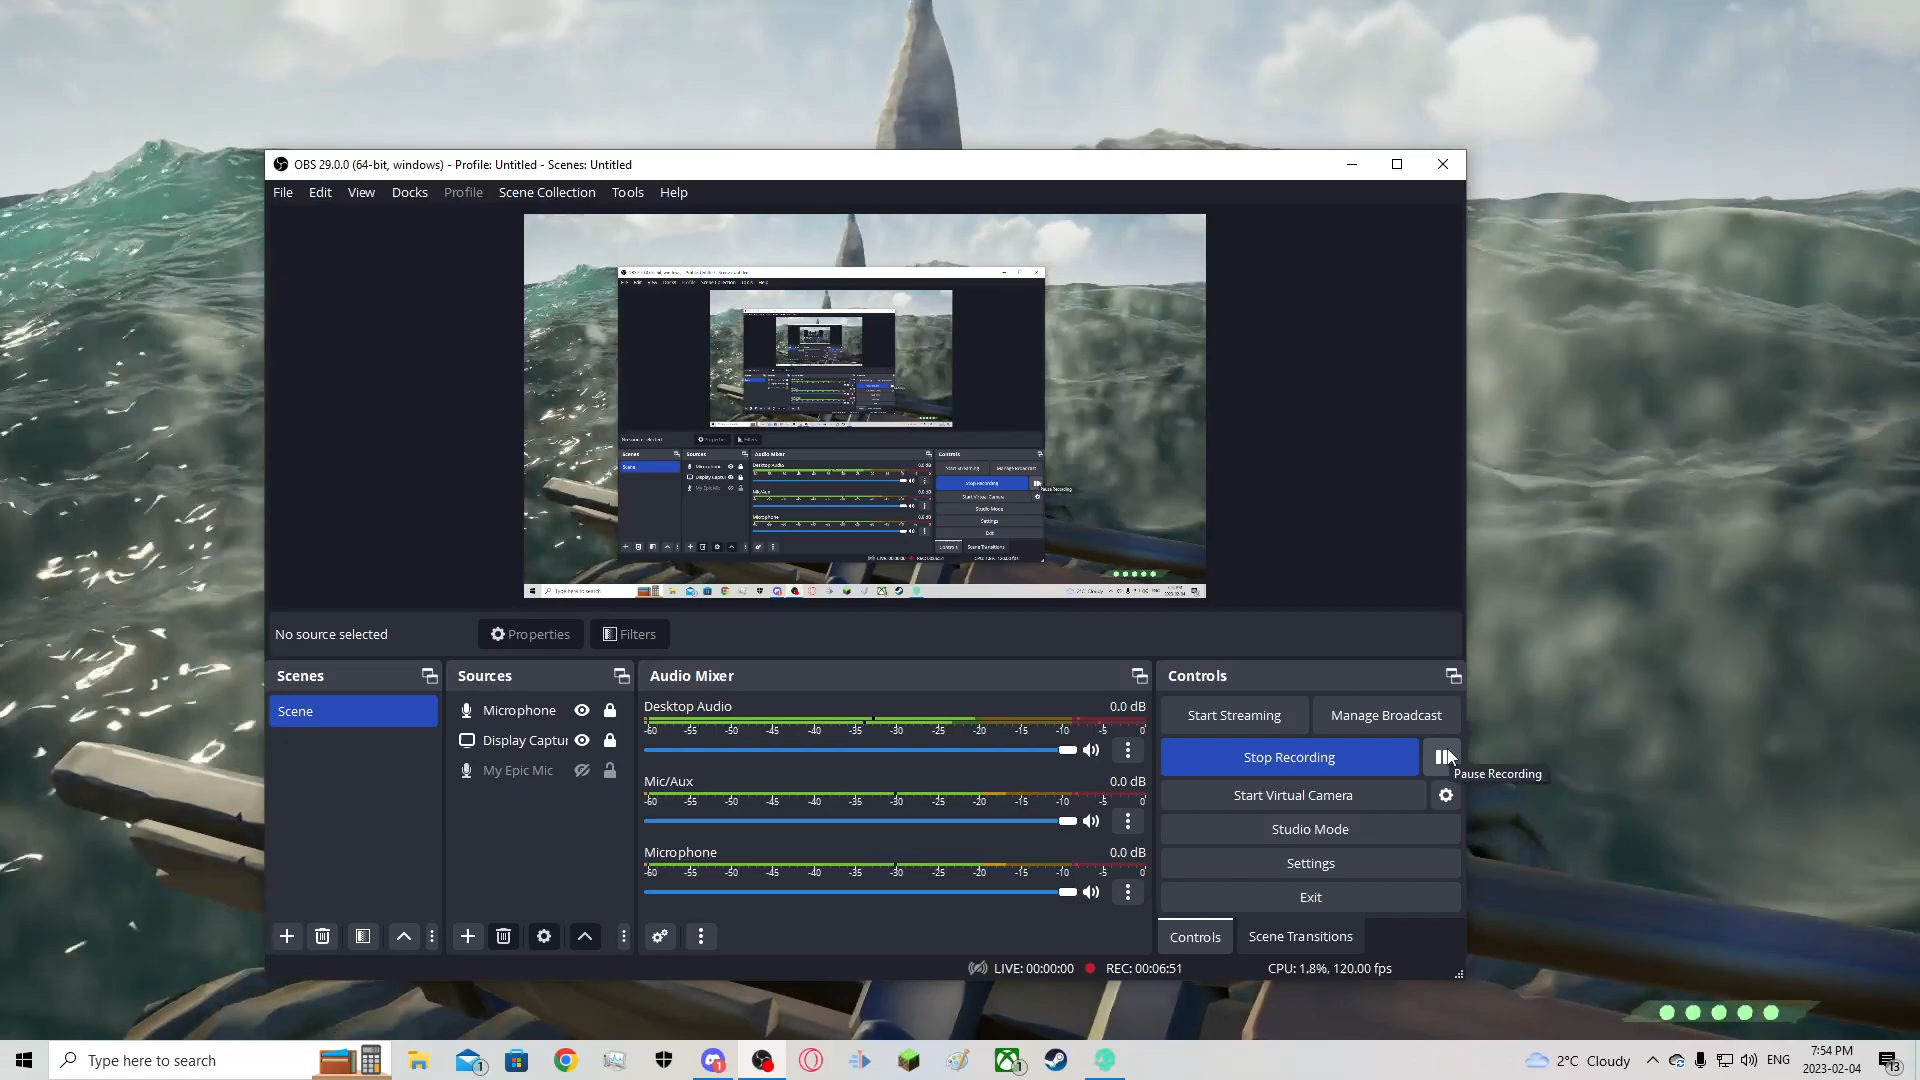 OBS 29.0.0 (64-bit, windows) - Profile: Untitled - Scenes: Untitled
File Edit View Docks Profile Scene Collection Tools Help
No source selected Properties Filters
Scenes
Scene
Sources
Microphone
Display Captur
My Epic Mic
Audio Mixer
Desktop Audio 0.0 dB
-60 -55 -50 -45 -40 -35 -30 -25 -20 -15 -10 -5 0
Mic/Aux 0.0 dB
-60 -55 -50 -45 -40 -35 -30 -25 -20 -15 -10 -5 0
Microphone 0.0 dB
-60 -55 -50 -45 -40 -35 -30 -25 -20 -15 -10 -5 0
Controls
Start Streaming Manage Broadcast
Stop Recording
Pause Recording
Start Virtual Camera
Studio Mode
Settings
Exit
Controls Scene Transitions
LIVE: 00:00:00 REC: 00:06:51 CPU: 1.8%, 120.00 fps
Type here to search
1
1
1
2°C Cloudy
ENG
7:54 PM
2023-02-04
13